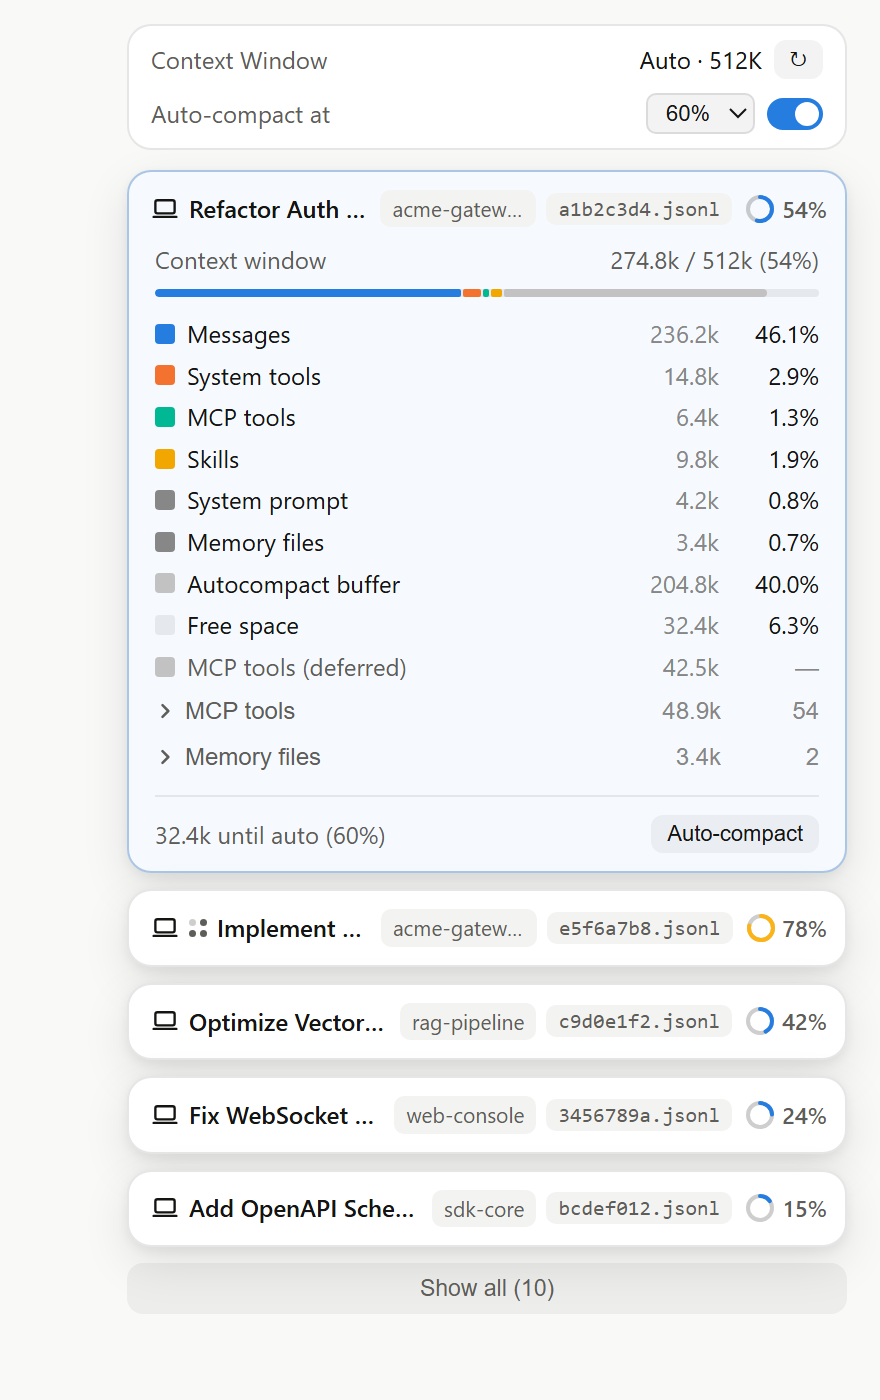 Context Window Auto · 512K ↻
Auto-compact at 60%
Refactor Auth ... acme-gatew... a1b2c3d4.jsonl 54%
Context window 274.8k / 512k (54%)
Messages 236.2k 46.1%
System tools 14.8k 2.9%
MCP tools 6.4k 1.3%
Skills 9.8k 1.9%
System prompt 4.2k 0.8%
Memory files 3.4k 0.7%
Autocompact buffer 204.8k 40.0%
Free space 32.4k 6.3%
MCP tools (deferred) 42.5k —
MCP tools 48.9k 54
Memory files 3.4k 2
32.4k until auto (60%) Auto-compact
Implement ... acme-gatew... e5f6a7b8.jsonl 78%
Optimize Vector... rag-pipeline c9d0e1f2.jsonl 42%
Fix WebSocket ... web-console 3456789a.jsonl 24%
Add OpenAPI Sche... sdk-core bcdef012.jsonl 15%
Show all (10)